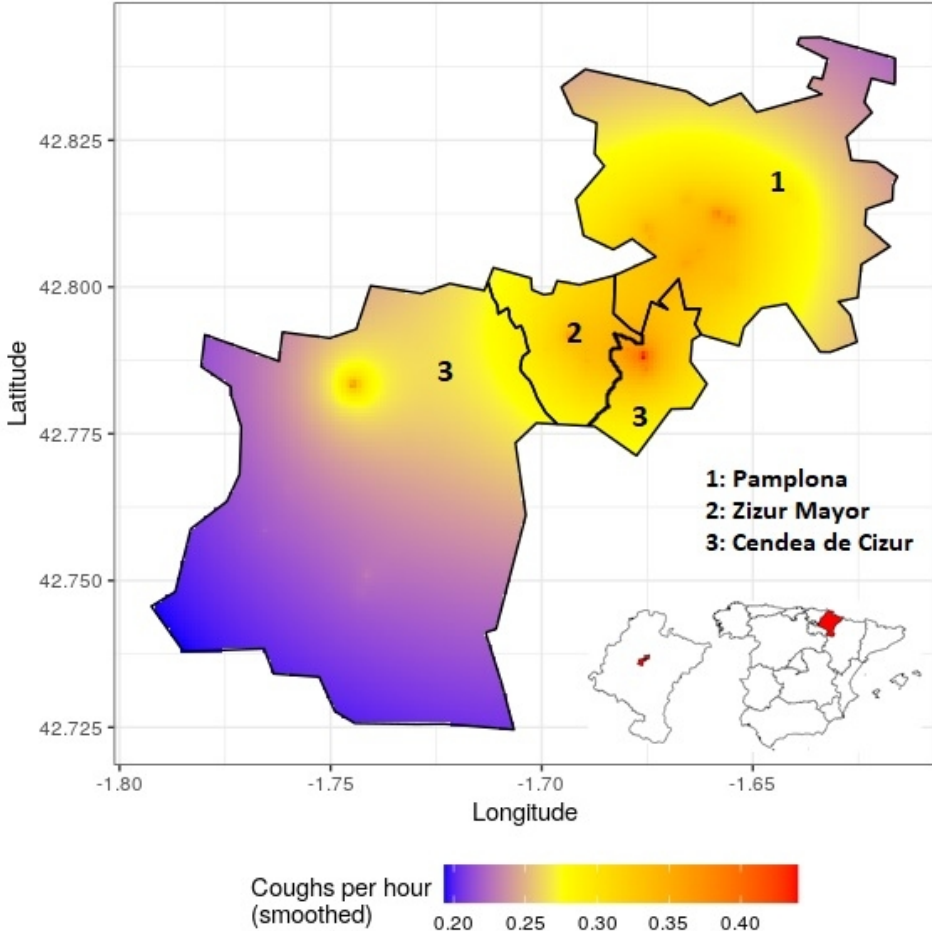 42.825
1
42.800
2
3
3
42.775
1: Pamplona
2: Zizur Mayor
3: Cendea de Cizur
42.750
42.725
Latitude
-1.80 -1.75 -1.70 -1.65
Longitude
Coughs per hour
(smoothed)
0.20 0.25 0.30 0.35 0.40